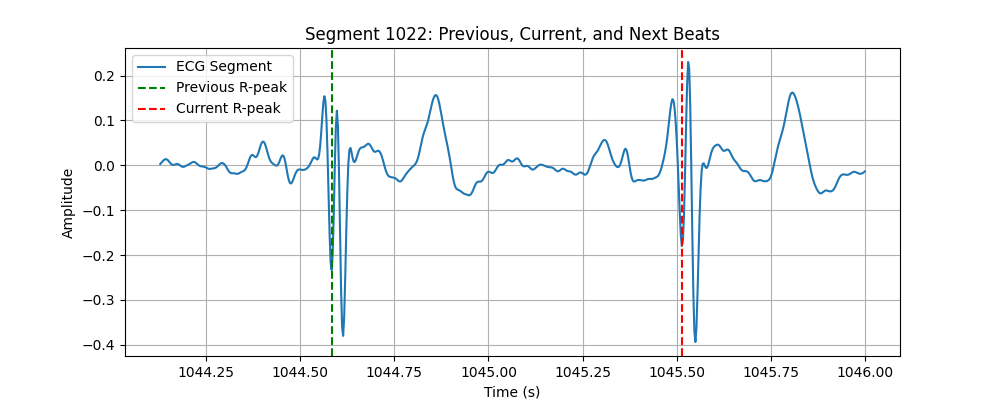 Segment 1022: Previous, Current, and Next Beats
ECG Segment
Previous R-peak
Current R-peak
0.2
0.1
0.0
−0.1
−0.2
−0.3
−0.4
Amplitude
1044.25 1044.50 1044.75 1045.00 1045.25 1045.50 1045.75 1046.00
Time (s)